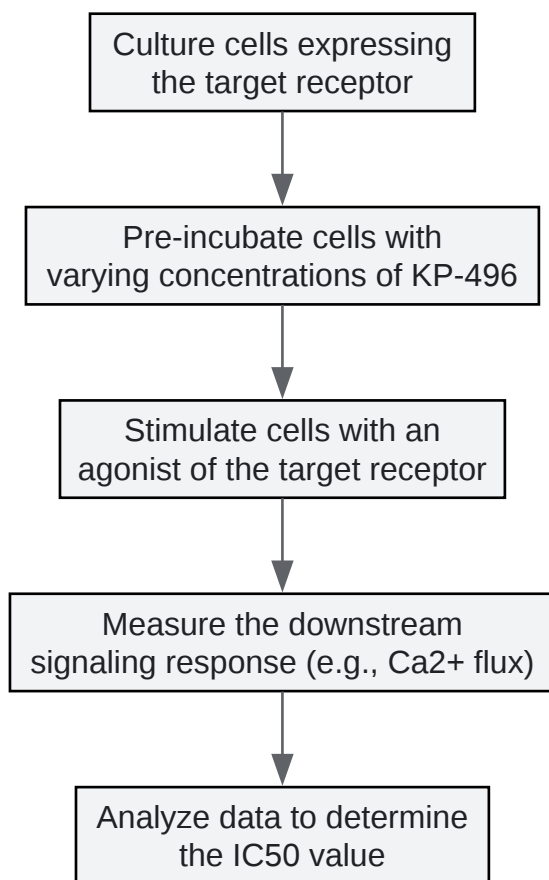 Culture cells expressing
the target receptor
Pre-incubate cells with
varying concentrations of KP-496
Stimulate cells with an
agonist of the target receptor
Measure the downstream
signaling response (e.g., Ca2+ flux)
Analyze data to determine
the IC50 value